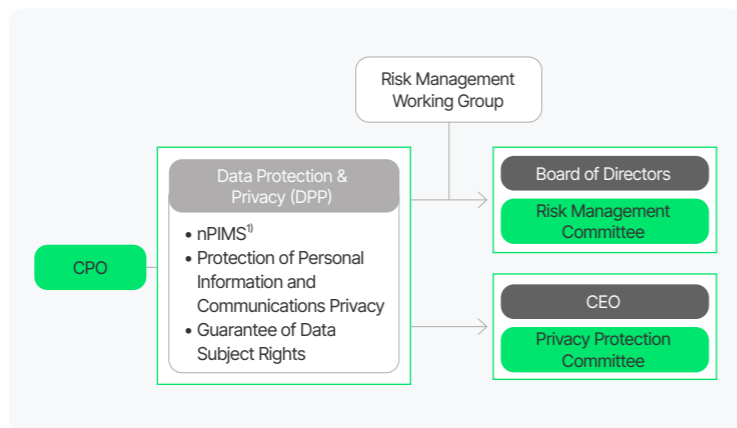 Risk Management
Working Group
Data Protection &
Privacy (DPP)
• nPIMS1)
• Protection of Personal
Information and
Communications Privacy
• Guarantee of Data
Subject Rights
CPO
Board of Directors
Risk Management
Committee
CEO
Privacy Protection
Committee